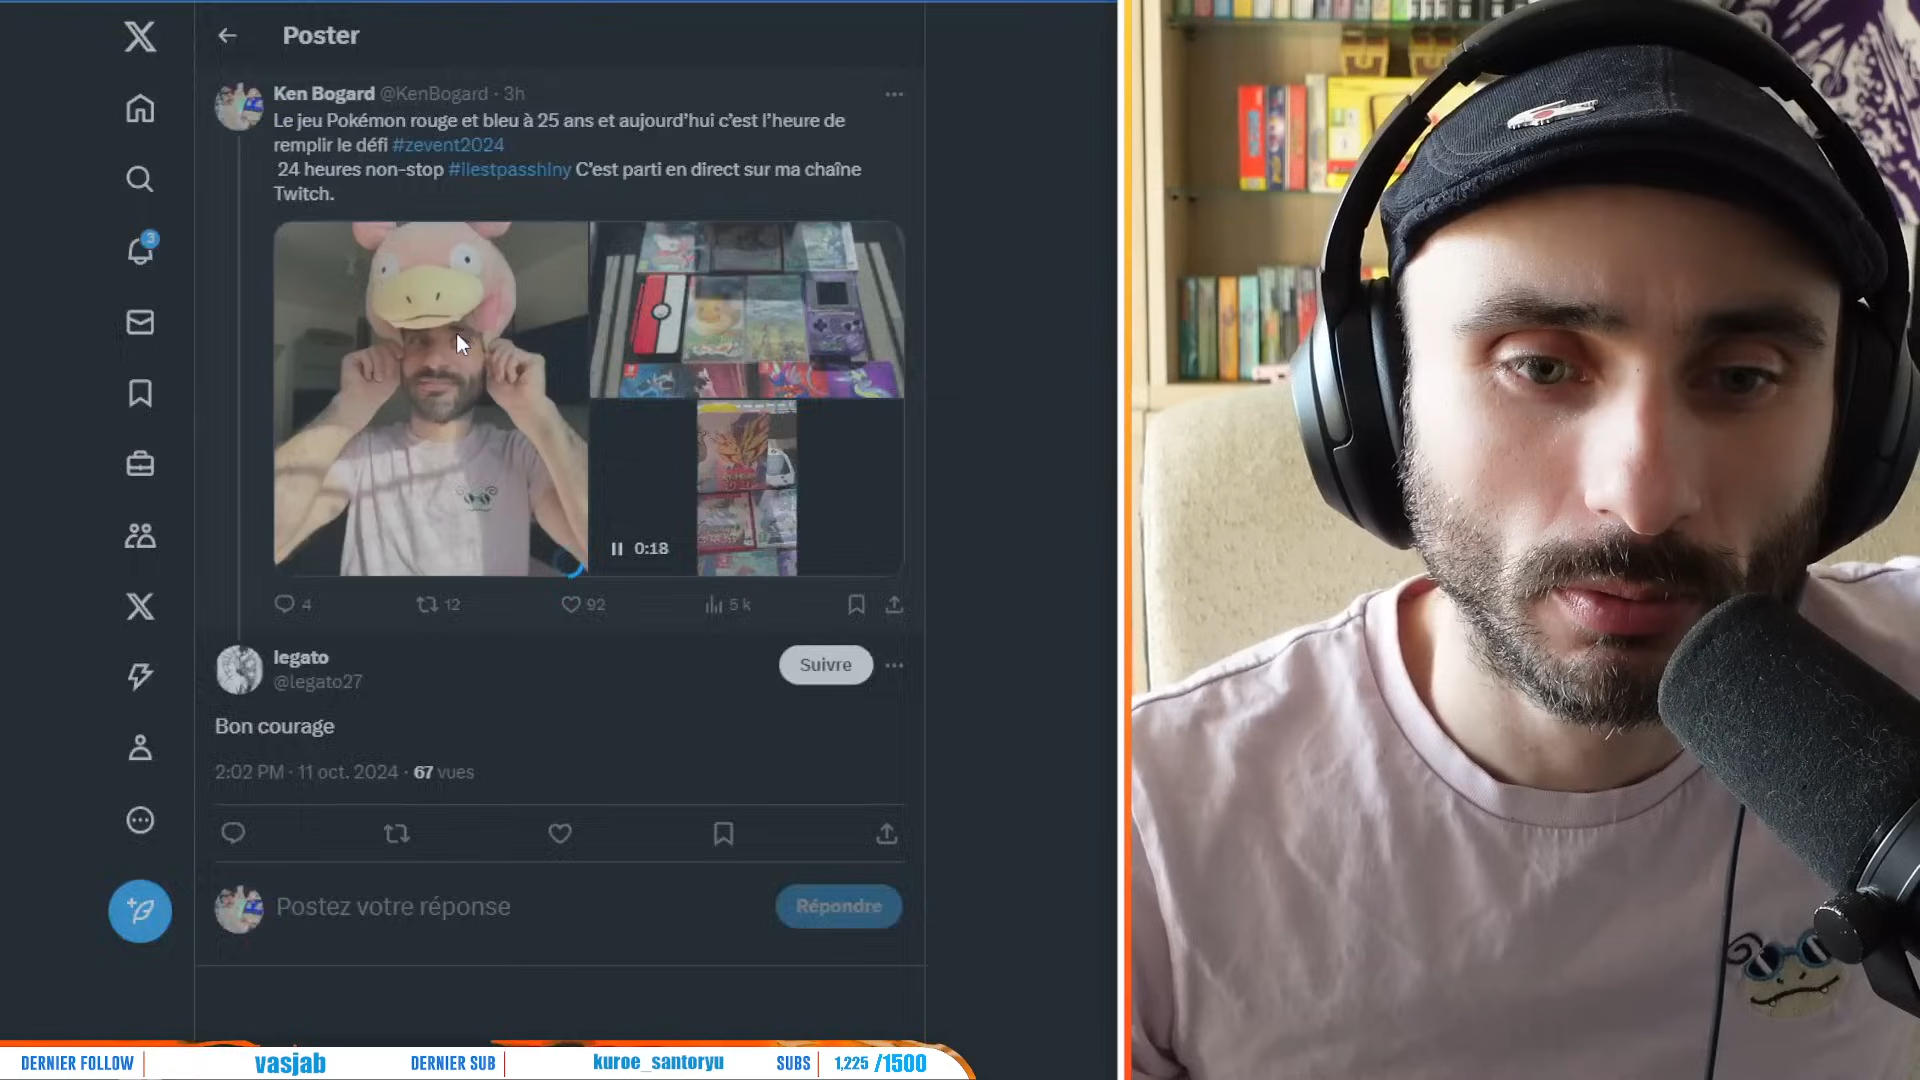 Poster
Ken Bogard @KenBogard · 3h
Le jeu Pokémon rouge et bleu à 25 ans et aujourd'hui c'est l'heure de
remplir le défi #zevent2024
24 heures non-stop #ilestpasshiny C'est parti en direct sur ma chaîne
Twitch.
0:18
4
12
92
5 k
3
legato
@legato27
Suivre
Bon courage
2:02 PM · 11 oct. 2024 · 67 vues
Postez votre réponse
Répondre
DERNIER FOLLOW
vasjab
DERNIER SUB
kuroe_santoryu
SUBS
1,225 /1500